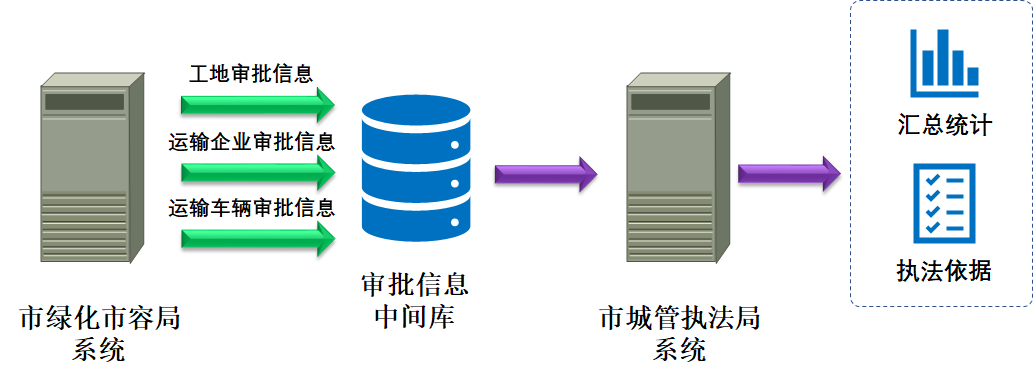 工地审批信息
运输企业审批信息
运输车辆审批信息
市绿化市容局
系统
审批信息
中间库
市城管执法局
系统
汇总统计
执法依据